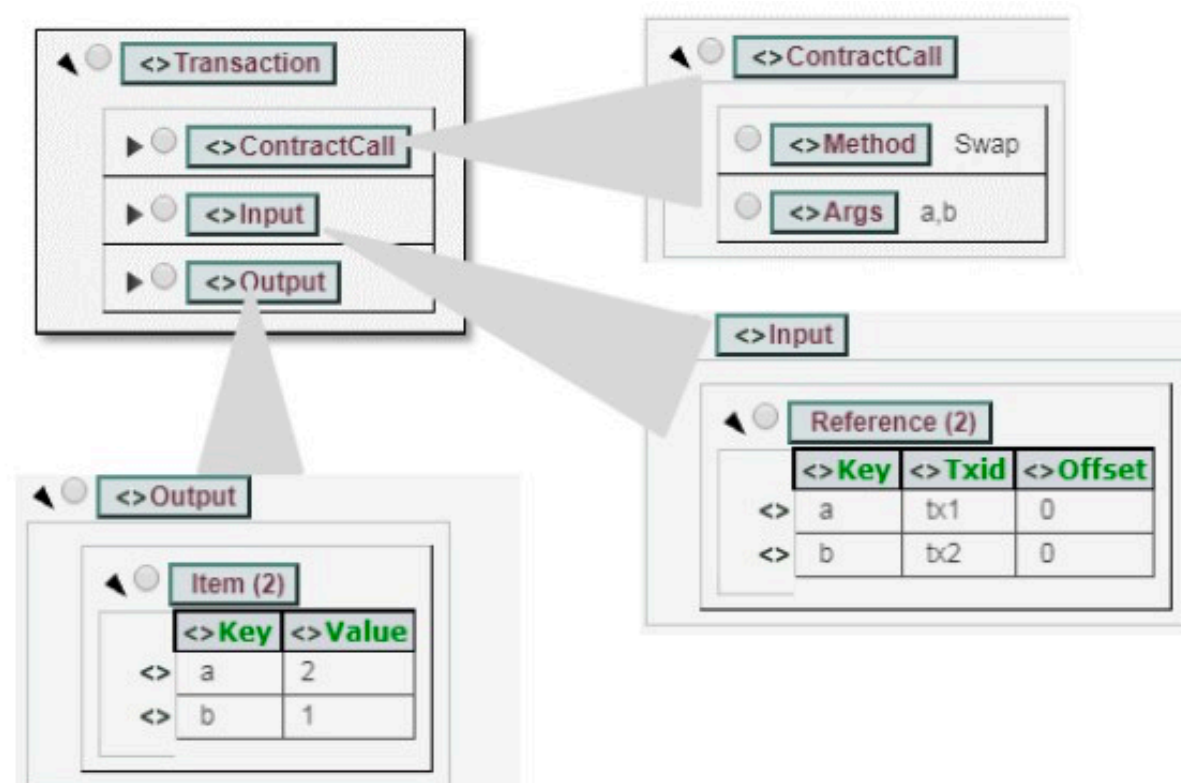 <>Transaction
<>ContractCall
<>Input
<>Output
<>ContractCall
<>Method Swap
<>Args a,b
<>Input
Reference (2)
<>Key <>Txid <>Offset
<> a tx1 0
<> b tx2 0
<>Output
Item (2)
<>Key <>Value
<> a 2
<> b 1